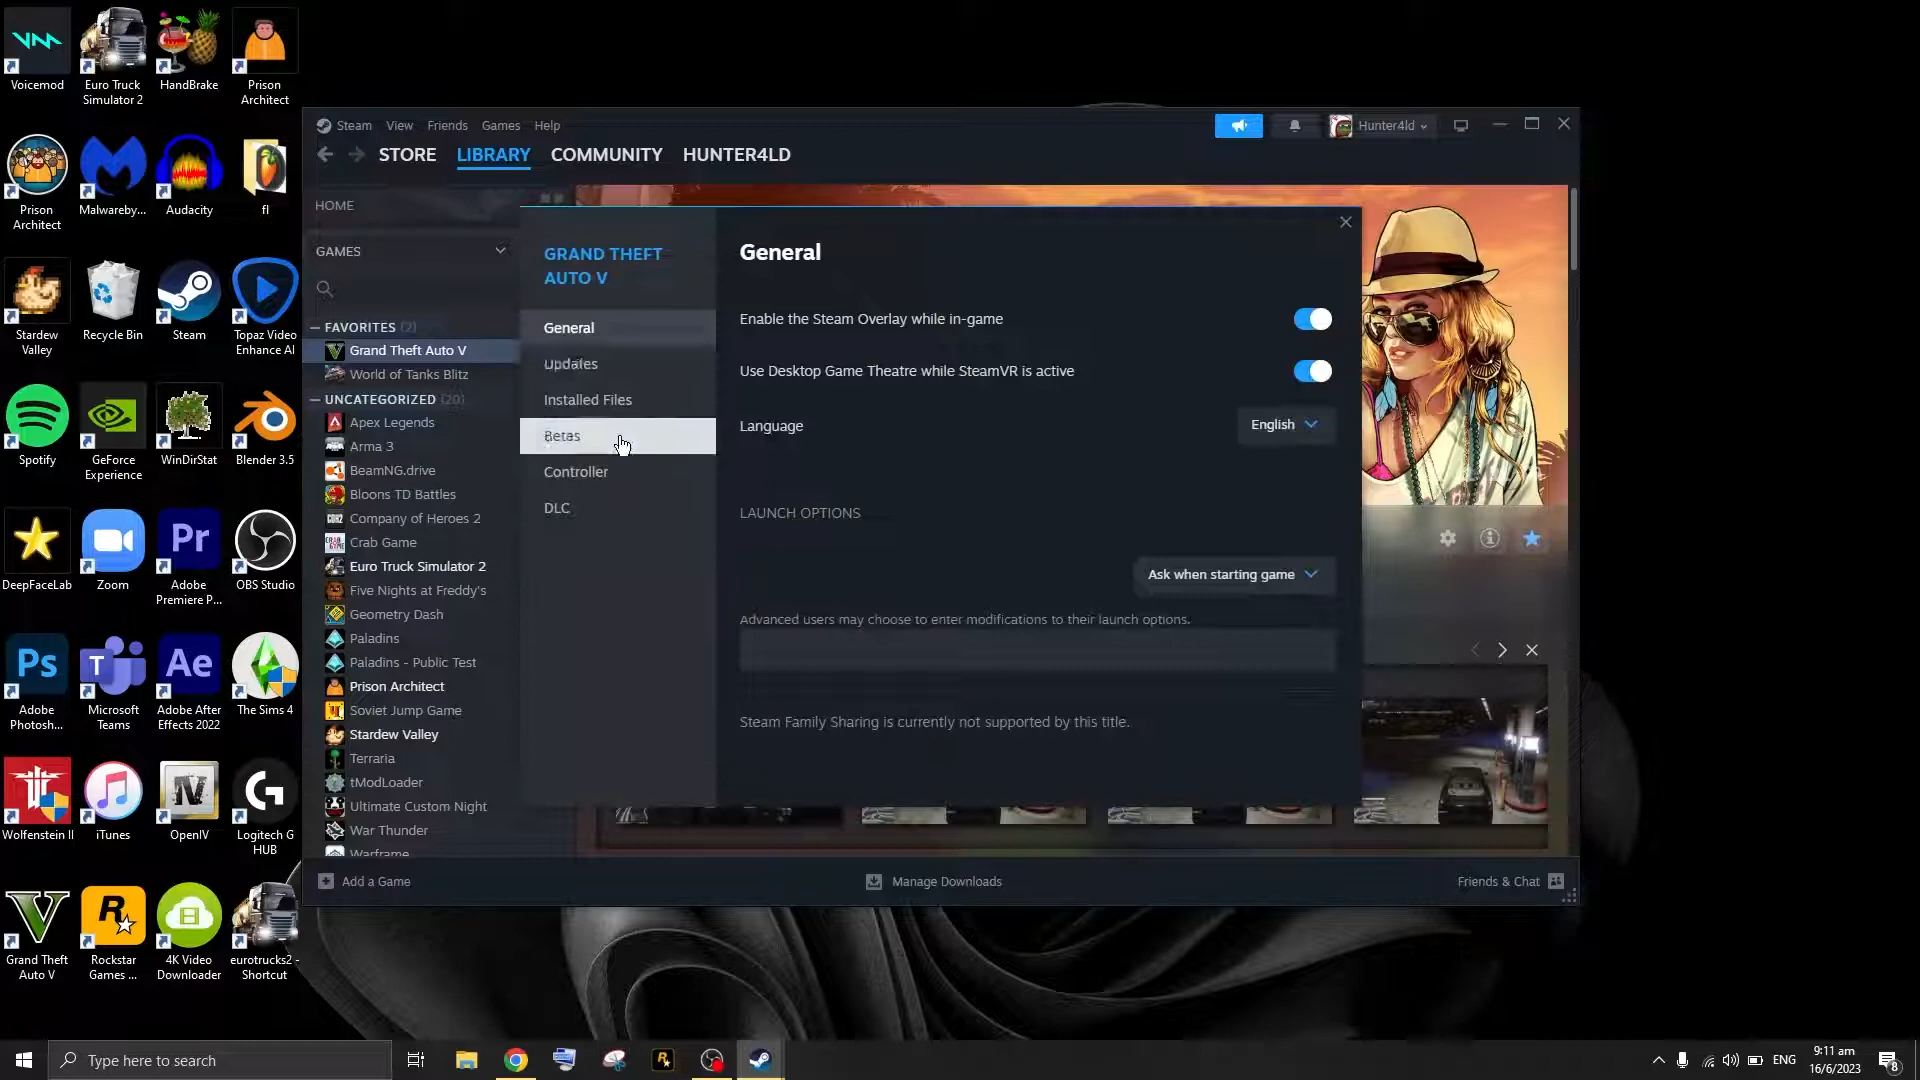 Voicemod
Euro Truck
Simulator 2
HandBrake
Prison
Architect
Prison
Architect
Malwareby...
Audacity
fl
Stardew
Valley
Recycle Bin
Steam
Topaz Video
Enhance AI
Spotify
GeForce
Experience
WinDirStat
Blender 3.5
DeepFaceLab
Zoom
Adobe
Premiere P...
OBS Studio
Adobe
Photosh...
Microsoft
Teams
Adobe After
Effects 2022
The Sims 4
Wolfenstein II
iTunes
OpenIV
Logitech G
HUB
Grand Theft
Auto V
Rockstar
Games ...
4K Video
Downloader
eurotrucks2 -
Shortcut
Steam View Friends Games Help
Hunter4ld
STORE LIBRARY COMMUNITY HUNTER4LD
HOME
GAMES
FAVORITES (2)
Grand Theft Auto V
World of Tanks Blitz
UNCATEGORIZED (20)
Apex Legends
Arma 3
BeamNG.drive
Bloons TD Battles
Company of Heroes 2
Crab Game
Euro Truck Simulator 2
Five Nights at Freddy's
Geometry Dash
Paladins
Paladins - Public Test
Prison Architect
Soviet Jump Game
Stardew Valley
Terraria
tModLoader
Ultimate Custom Night
War Thunder
Warframe
GRAND THEFT
AUTO V
General
Updates
Installed Files
Betas
Controller
DLC
General
Enable the Steam Overlay while in-game
Use Desktop Game Theatre while SteamVR is active
Language
English
LAUNCH OPTIONS
Ask when starting game
Advanced users may choose to enter modifications to their launch options.
Steam Family Sharing is currently not supported by this title.
Add a Game
Manage Downloads
Friends & Chat
Type here to search
ENG
9:11 am
16/6/2023
8